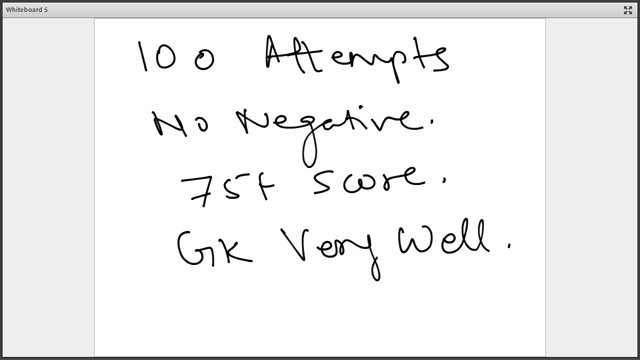 Whiteboard 5
100 Attempts
No Negative.
75+ Score.
GK Very Well.